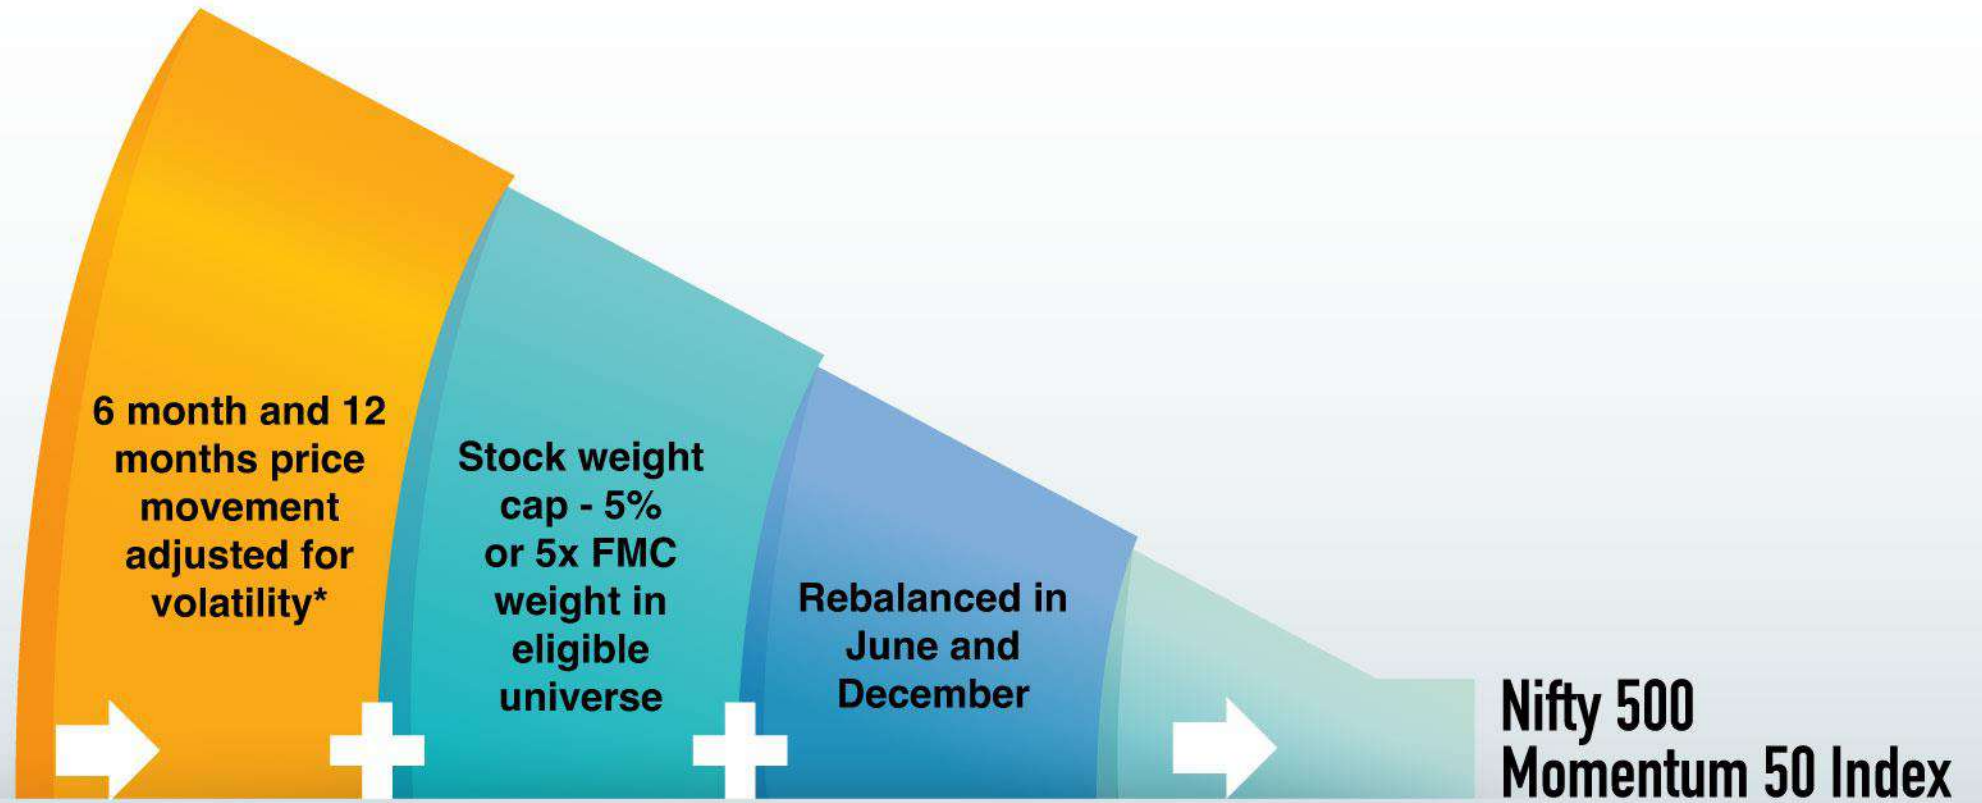 6 month and 12
months price
movement
adjusted for
volatility*
Stock weight
cap - 5%
or 5x FMC
weight in
eligible
universe
Rebalanced in
June and
December
Nifty 500
Momentum 50 Index